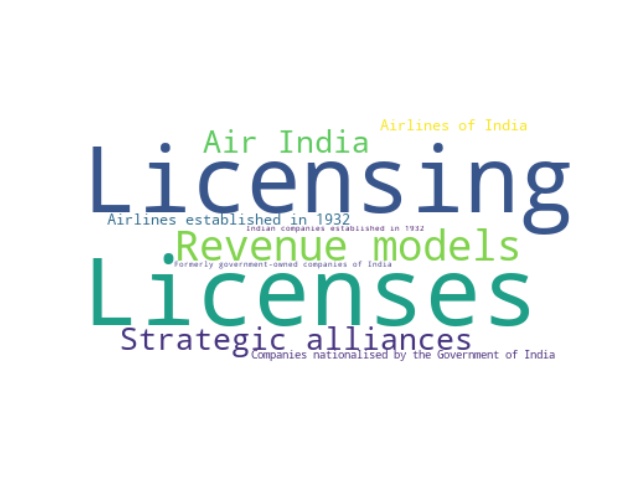 Airlines of India
Air India
Licensing
Airlines established in 1932
Indian companies established in 1932
Revenue models
Formerly government-owned companies of India
Licenses
Strategic alliances
Companies nationalised by the Government of India